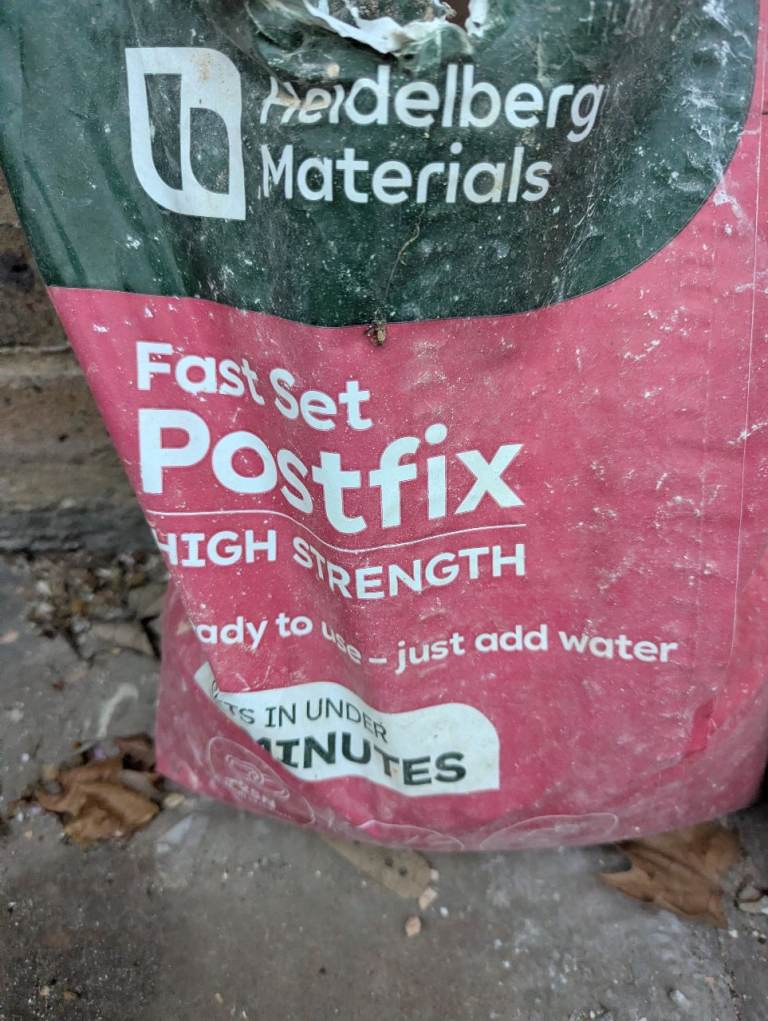 Heidelberg
Materials
Fast Set
Postfix
HIGH STRENGTH
to use – just add water
IN UNDER
MINUTES